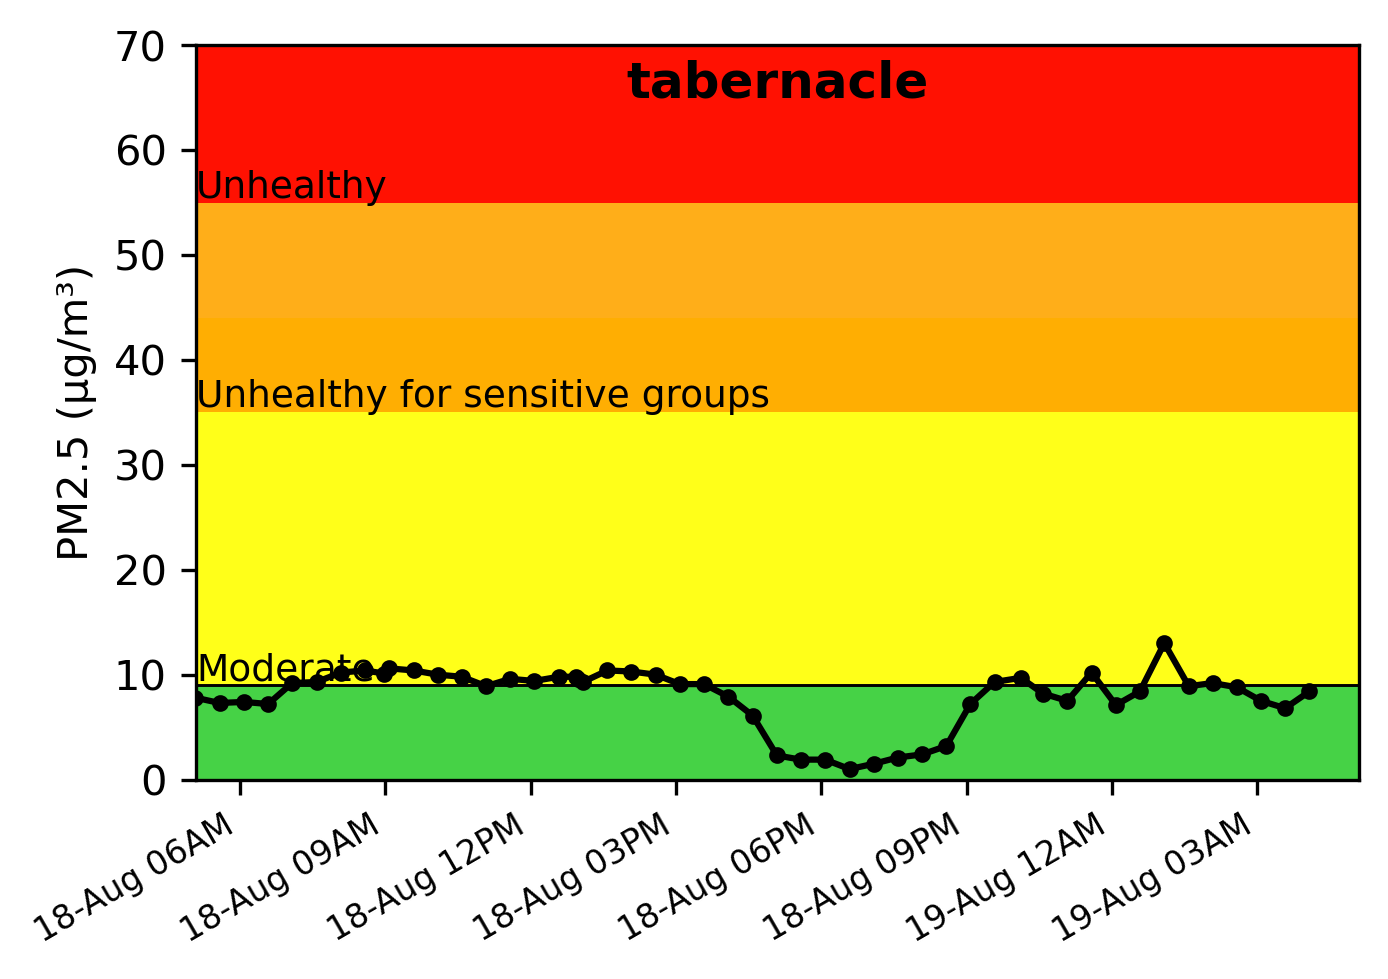 tabernacle
PM2.5 (µg/m³)
70
60
50
40
30
20
10
0
Unhealthy
Unhealthy for sensitive groups
Moderate
18-Aug 06AM
18-Aug 09AM
18-Aug 12PM
18-Aug 03PM
18-Aug 06PM
18-Aug 09PM
19-Aug 12AM
19-Aug 03AM